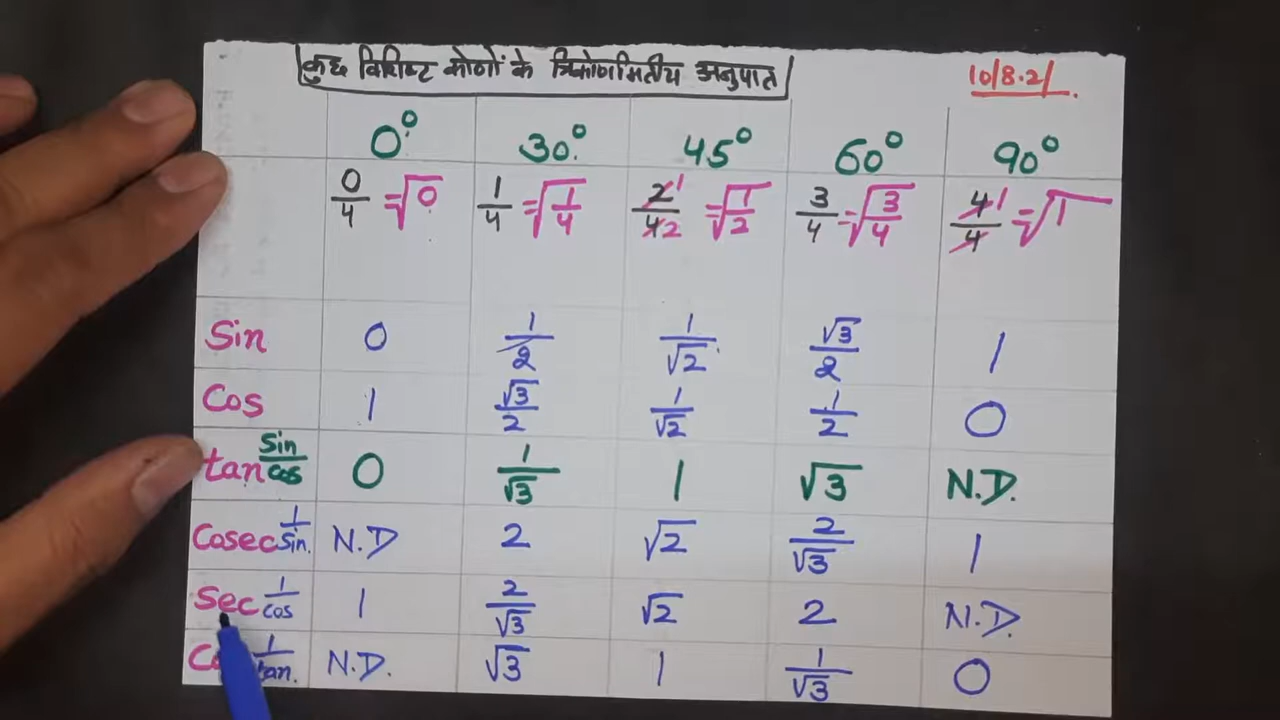 कुछ विशिष्ट कोणों के त्रिकोणमितीय अनुपात
10/8.21.
0° 30° 45° 60° 90°
0/4 =√0 1/4 =√1/4 2/4 1 2 =√1/2 3/4 =√3/4 4/4 1 =√1
Sin 0 1/2 1/√2 √3/2 1
Cos 1 √3/2 1/√2 1/2 0
tan Sin/cos 0 1/√3 1 √3 N.D.
Cosec 1/sin. N.D 2 √2 2/√3 1
Sec 1/cos 1 2/√3 √2 2 N.D.
1/tan. N.D. √3 1 1/√3 0